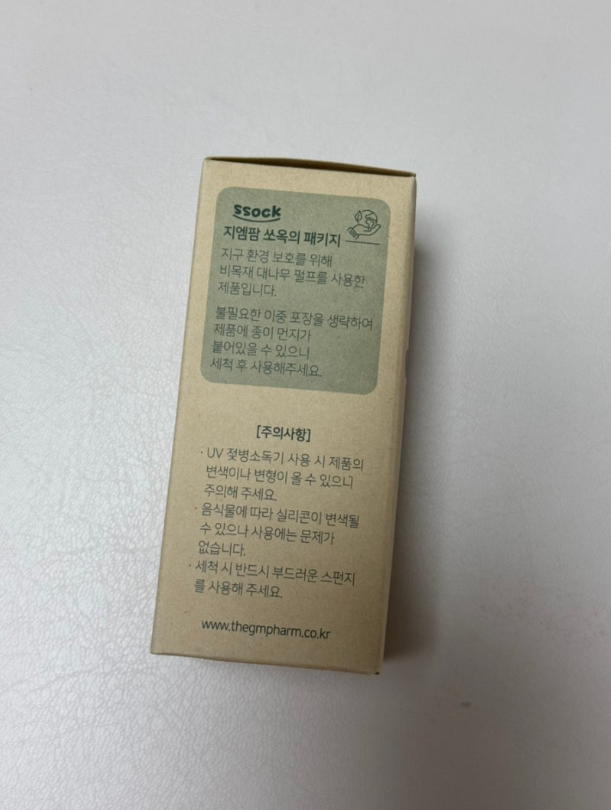 ssock
지엠팜 쏘옥의 패키지
지구 환경 보호를 위해
비목재 대나무 펄프를 사용한
제품입니다.
불필요한 이중 포장을 생략하여
제품에 종이 먼지가
붙어있을 수 있으니
세척 후 사용해주세요.
[주의사항]
· UV 젖병소독기 사용 시 제품의
변색이나 변형이 올 수 있으니
주의해 주세요.
· 음식물에 따라 실리콘이 변색될
수 있으나 사용에는 문제가
없습니다.
· 세척 시 반드시 부드러운 스펀지
를 사용해 주세요.
www.thegmpharm.co.kr